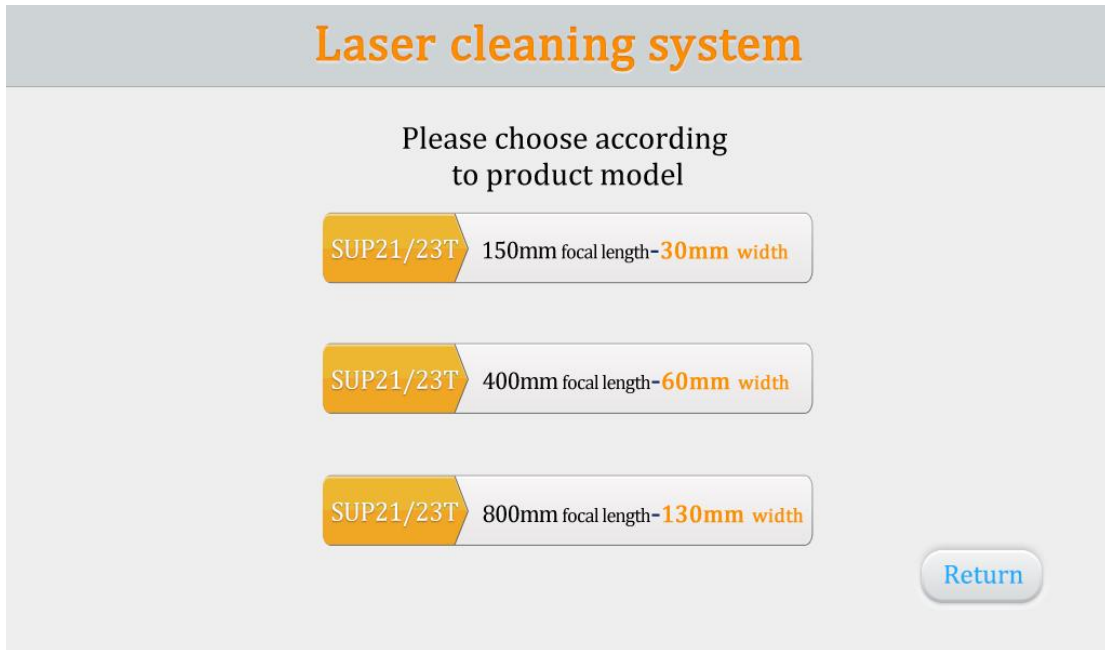 Laser cleaning system
Please choose according
to product model
SUP21/23T 150mm focal length-30mm width
SUP21/23T 400mm focal length-60mm width
SUP21/23T 800mm focal length-130mm width
Return